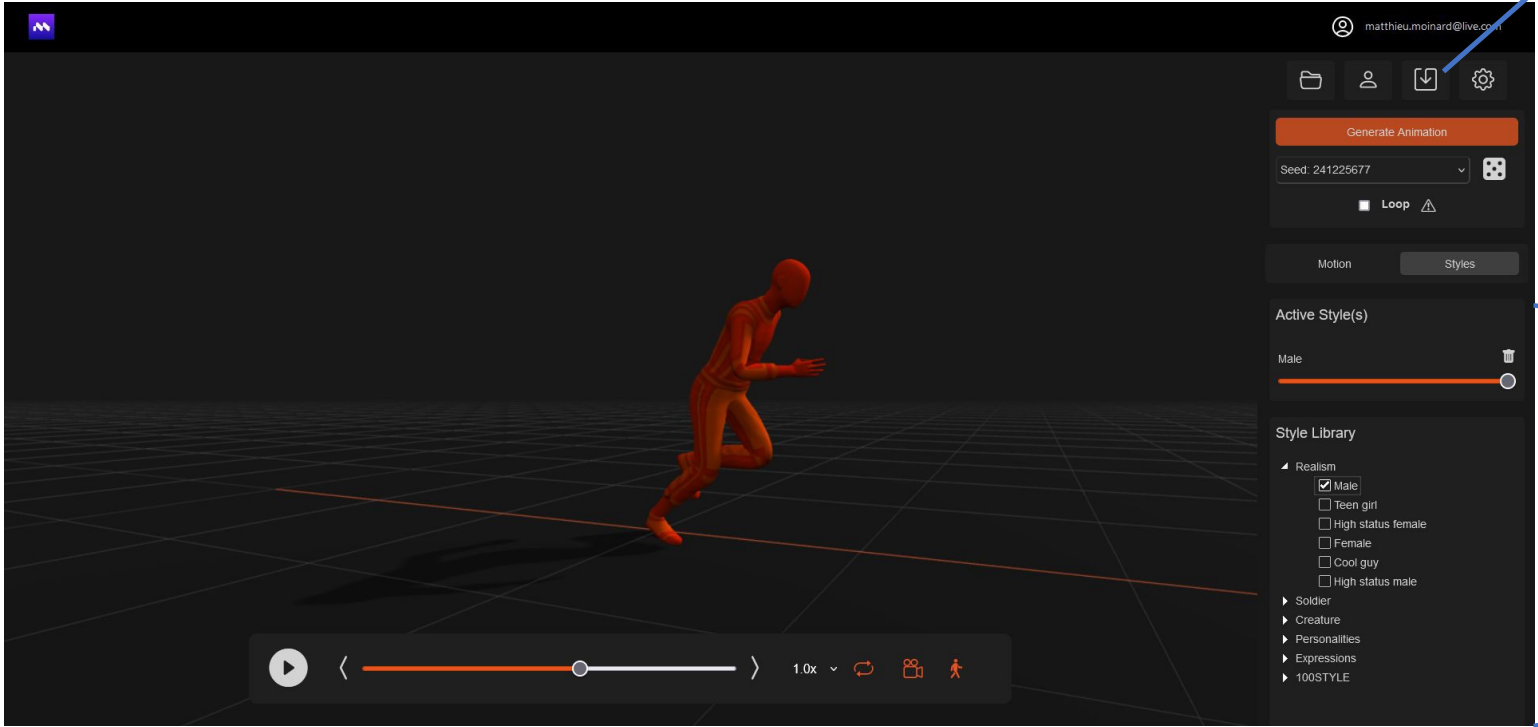 matthieu.moinard@live.com
Generate Animation
Seed: 241225677
Loop
Motion
Styles
Active Style(s)
Male
Style Library
Realism
Male
Teen girl
High status female
Female
Cool guy
High status male
Soldier
Creature
Personalities
Expressions
100STYLE
1.0x